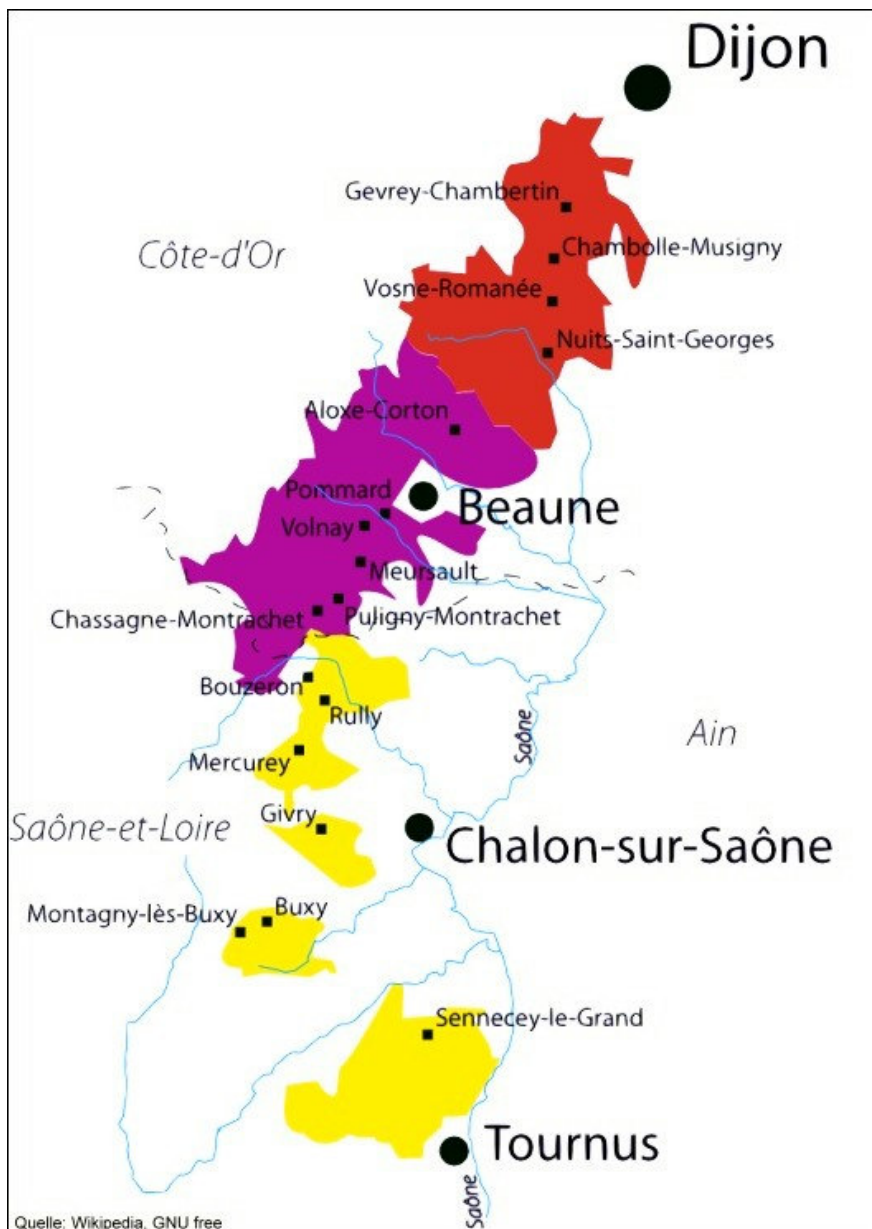 Dijon
Gevrey-Chambertin
Côte-d'Or
Chambolle-Musigny
Vosne-Romanée
Nuits-Saint-Georges
Aloxe-Corton
Pommard
Beaune
Volnay
Meursault
Chassagne-Montrachet
Puligny-Montrachet
Bouzeron
Rully
Saône
Ain
Mercurey
Givry
Saône-et-Loire
Chalon-sur-Saône
Montagny-lès-Buxy
Buxy
Sennecey-le-Grand
Tournus
Saône
Quelle: Wikipedia, GNU free